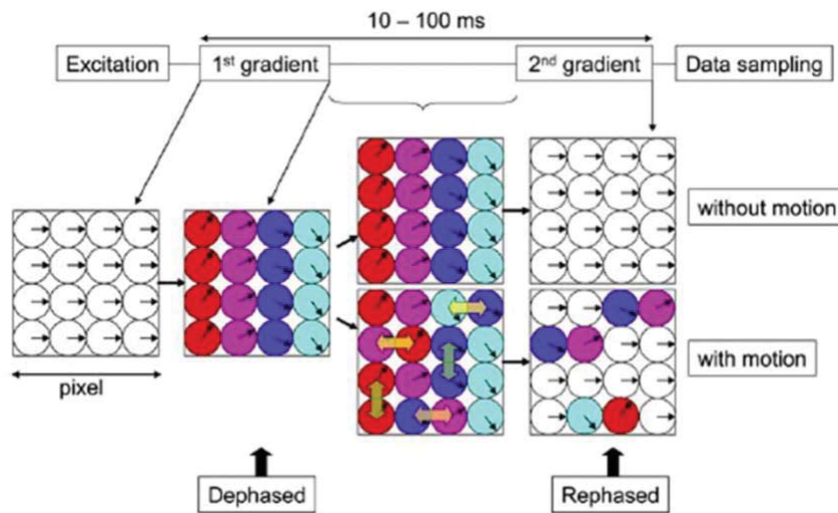 10 – 100 ms
Excitation
1st gradient
2nd gradient
Data sampling
without motion
with motion
pixel
Dephased
Rephased